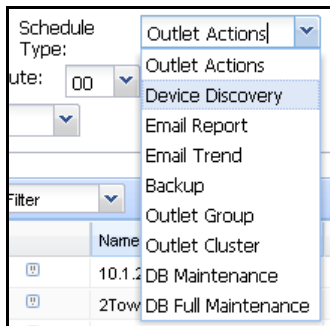 Schedule
Type:
Outlet Actions
ute:
00
Outlet Actions
Device Discovery
Email Report
Email Trend
Backup
Outlet Group
Outlet Cluster
DB Maintenance
DB Full Maintenance
Filter
Name
10.1.2
2Tow